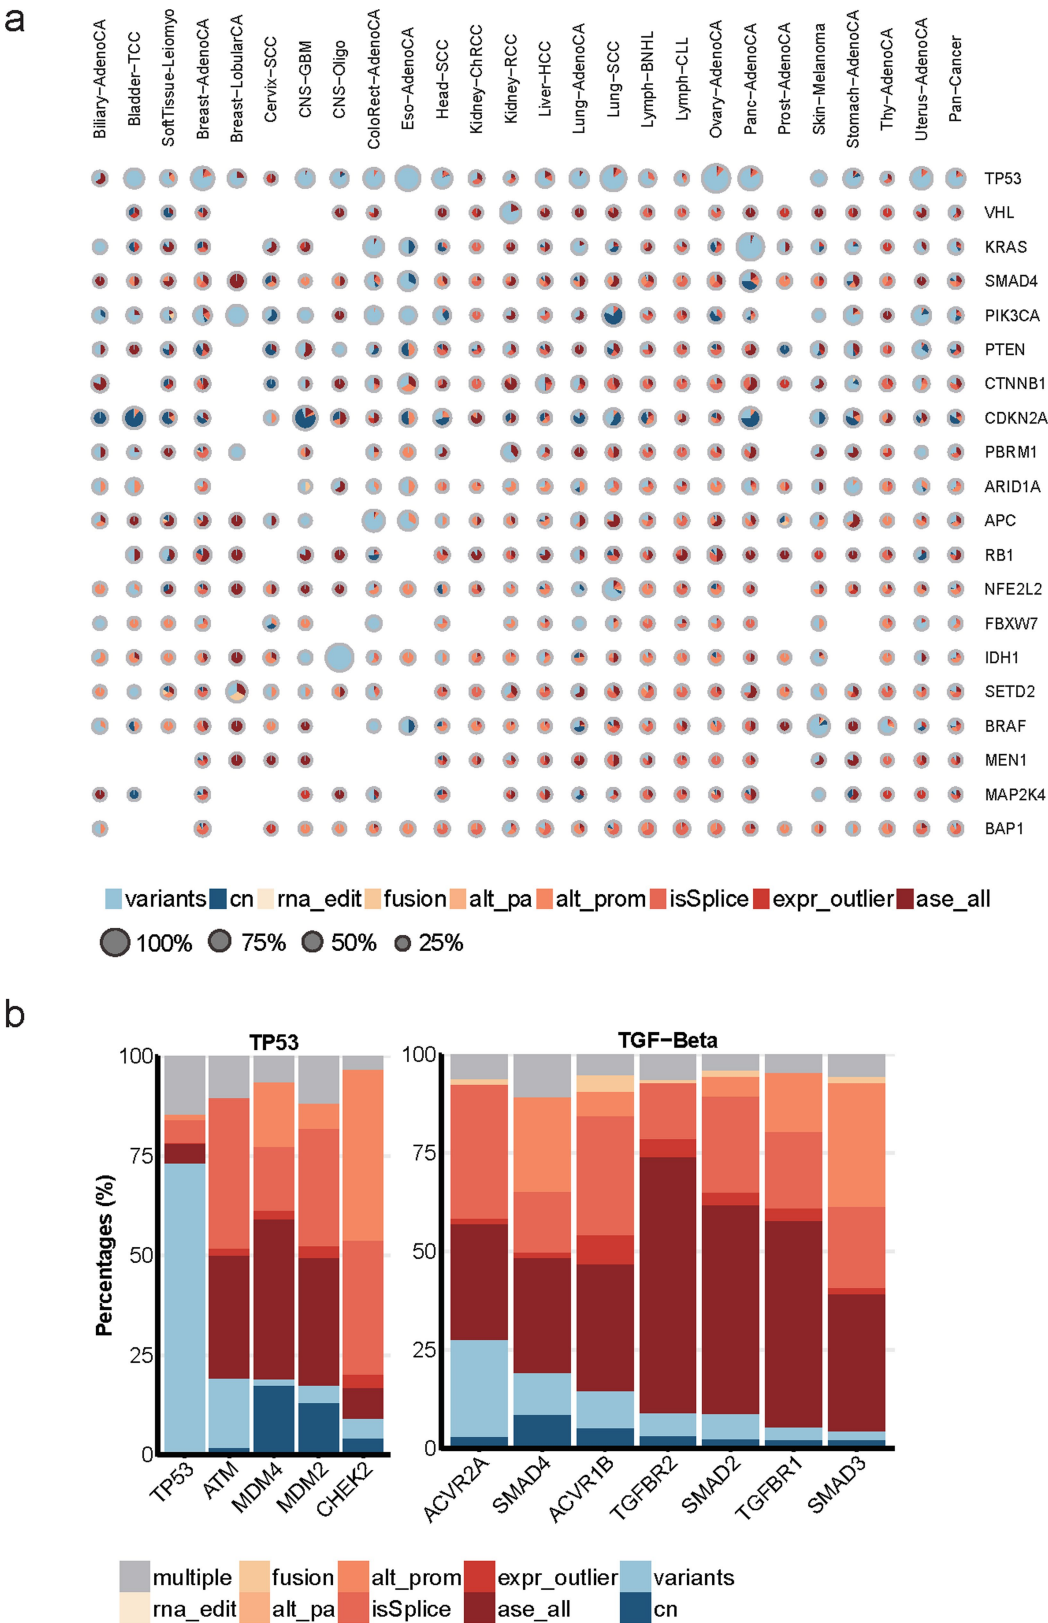 a
Biliary−AdenoCA
Bladder−TCC
SoftTissue−Leiomyo
Breast−AdenoCA
Breast−LobularCA
Cervix−SCC
CNS−GBM
CNS−Oligo
ColoRect−AdenoCA
Eso−AdenoCA
Head−SCC
Kidney−ChRCC
Kidney−RCC
Liver−HCC
Lung−AdenoCA
Lung−SCC
Lymph−BNHL
Lymph−CLL
Ovary−AdenoCA
Panc−AdenoCA
Prost−AdenoCA
Skin−Melanoma
Stomach−AdenoCA
Thy−AdenoCA
Uterus−AdenoCA
Pan−Cancer
TP53
VHL
KRAS
SMAD4
PIK3CA
PTEN
CTNNB1
CDKN2A
PBRM1
ARID1A
APC
RB1
NFE2L2
FBXW7
IDH1
SETD2
BRAF
MEN1
MAP2K4
BAP1
variants cn rna_edit fusion alt_pa alt_prom isSplice expr_outlier ase_all
100% 75% 50% 25%
b
TP53
TGF−Beta
Percentages (%)
100
75
50
25
0
100
75
50
25
0
TP53
ATM
MDM4
MDM2
CHEK2
ACVR2A
SMAD4
ACVR1B
TGFBR2
SMAD2
TGFBR1
SMAD3
multiple fusion alt_prom expr_outlier variants
rna_edit alt_pa isSplice ase_all cn